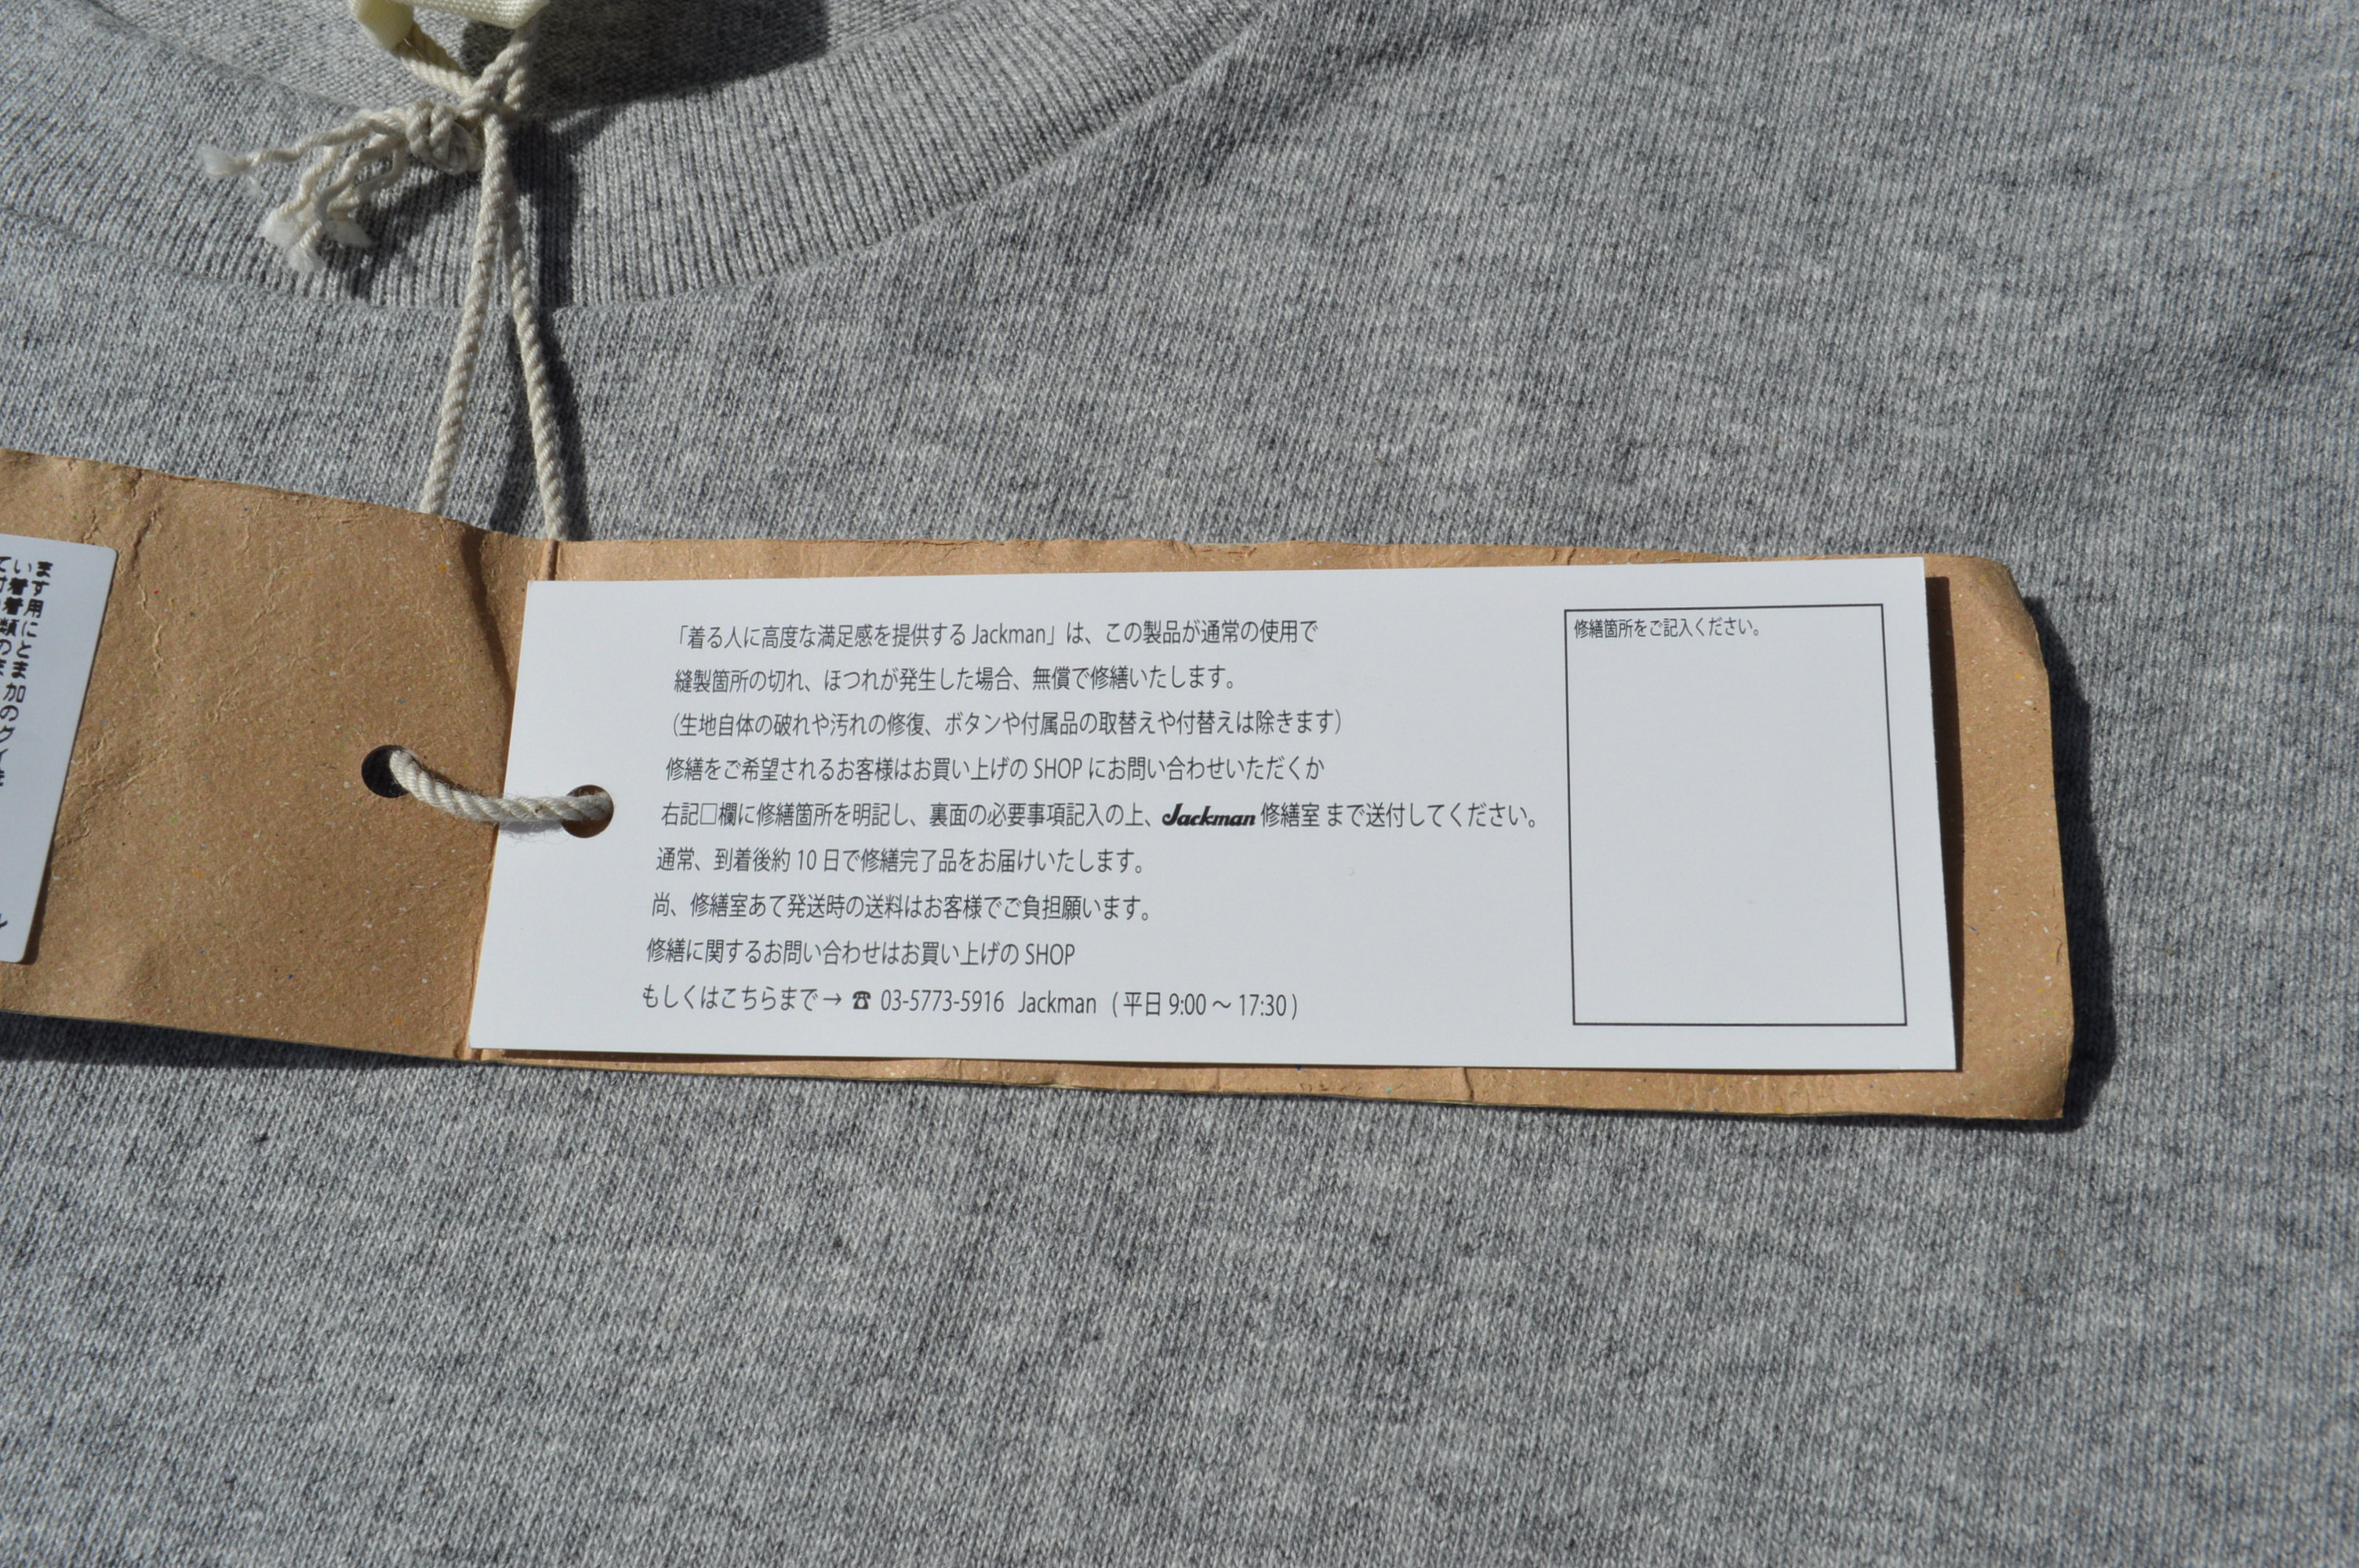 「着る人に高度な満足感を提供する Jackman」は、この製品が通常の使用で
縫製箇所の切れ、ほつれが発生した場合、無償で修繕いたします。
（生地自体の破れや汚れの修復、ボタンや付属品の取替えや付替えは除きます）
修繕をご希望されるお客様はお買い上げの SHOP にお問い合わせいただくか
右記□欄に修繕箇所を明記し、裏面の必要事項記入の上、Jackman 修繕室 まで送付してください。
通常、到着後約 10 日で修繕完了品をお届けいたします。
尚、修繕室あて発送時の送料はお客様でご負担願います。
修繕に関するお問い合わせはお買い上げの SHOP
もしくはこちらまで→ ☎ 03-5773-5916 Jackman ( 平日 9:00 ～ 17:30 )
修繕箇所をご記入ください。